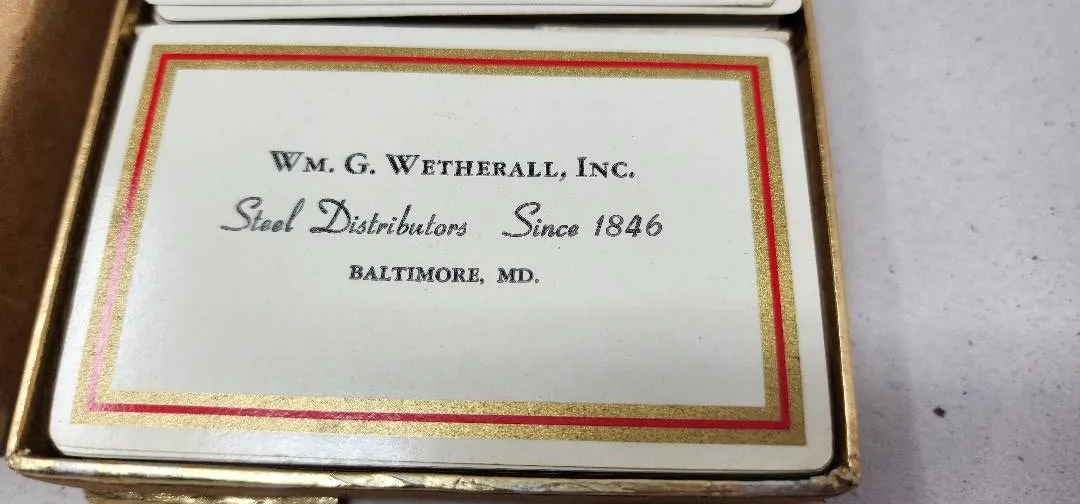 WM. G. WETHERALL, INC.
Steel Distributors Since 1846
BALTIMORE, MD.